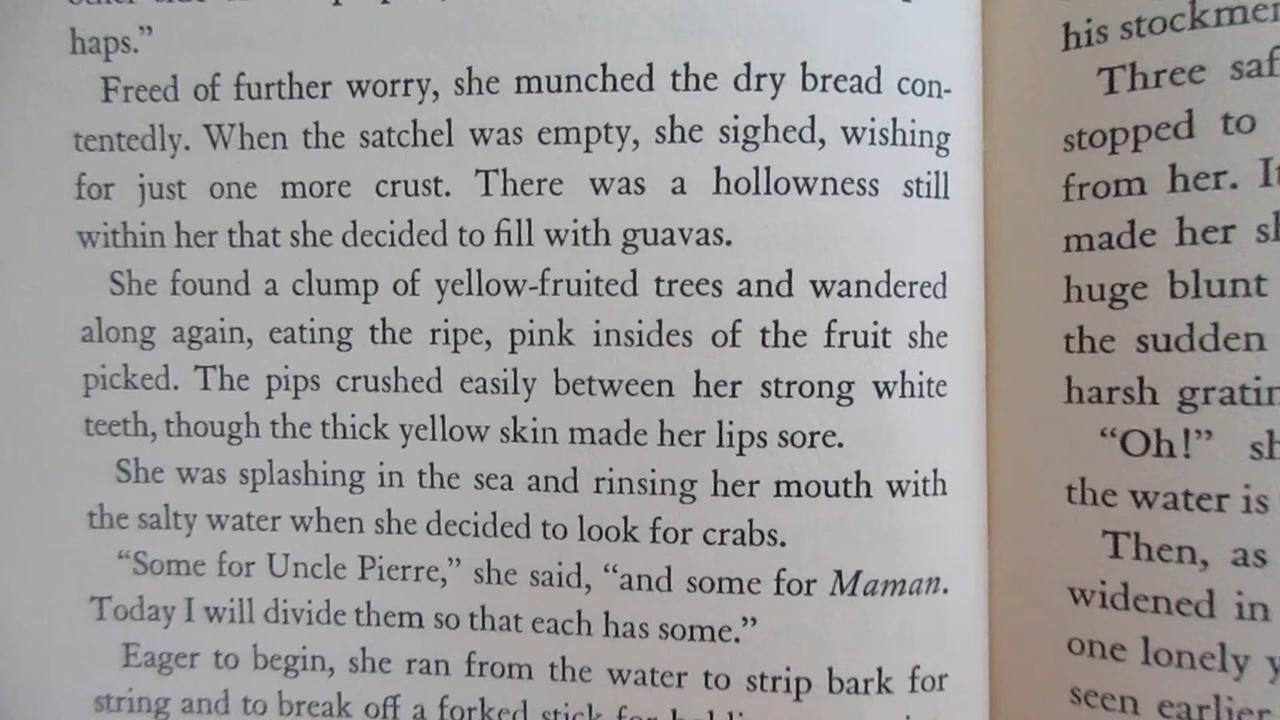 haps.”
Freed of further worry, she munched the dry bread con-
tentedly. When the satchel was empty, she sighed, wishing
for just one more crust. There was a hollowness still
within her that she decided to fill with guavas.
She found a clump of yellow-fruited trees and wandered
along again, eating the ripe, pink insides of the fruit she
picked. The pips crushed easily between her strong white
teeth, though the thick yellow skin made her lips sore.
She was splashing in the sea and rinsing her mouth with
the salty water when she decided to look for crabs.
“Some for Uncle Pierre,” she said, “and some for Maman.
Today I will divide them so that each has some.”
Eager to begin, she ran from the water to strip bark for
string and to break off a forked stick for
his stockmen
Three
stopped to
from her.
made her
huge blunt
the sudden
harsh
“Oh!”
the water is
Then, as
widened in
one lonely
seen earlier